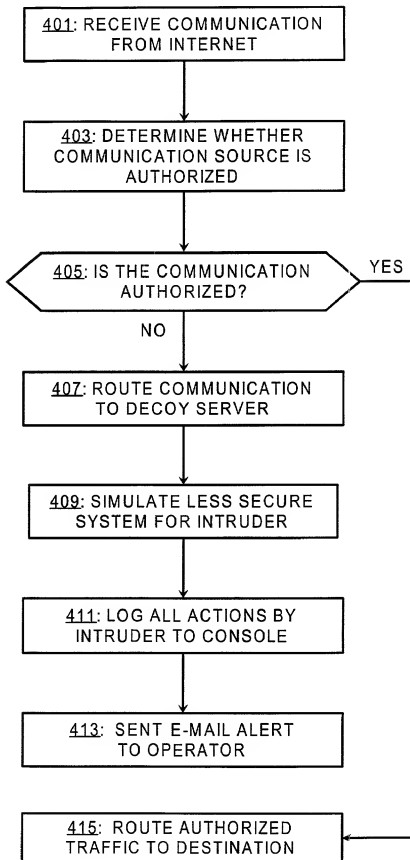 401: RECEIVE COMMUNICATION
FROM INTERNET
403: DETERMINE WHETHER
COMMUNICATION SOURCE IS
AUTHORIZED
405: IS THE COMMUNICATION
AUTHORIZED?
YES
NO
407: ROUTE COMMUNICATION
TO DECOY SERVER
409: SIMULATE LESS SECURE
SYSTEM FOR INTRUDER
411: LOG ALL ACTIONS BY
INTRUDER TO CONSOLE
413: SENT E-MAIL ALERT
TO OPERATOR
415: ROUTE AUTHORIZED
TRAFFIC TO DESTINATION